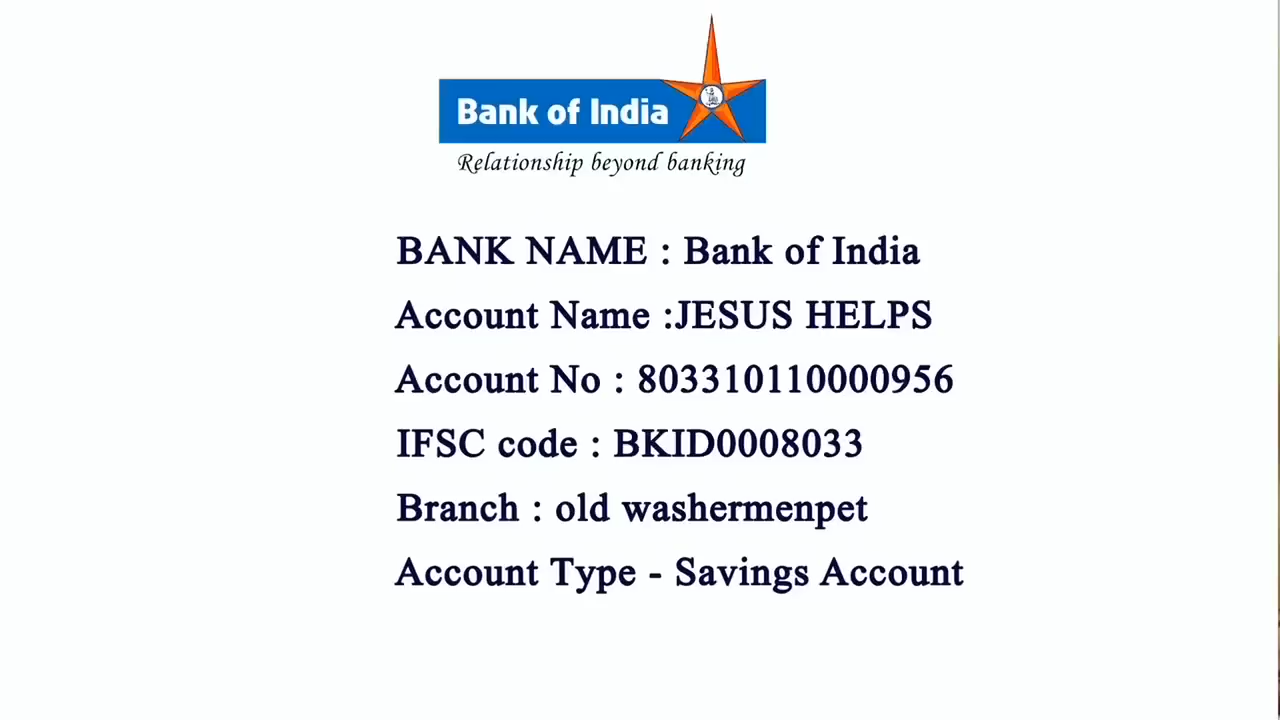 Bank of India
Relationship beyond banking
BANK NAME : Bank of India
Account Name :JESUS HELPS
Account No : 803310110000956
IFSC code : BKID0008033
Branch : old washermenpet
Account Type - Savings Account